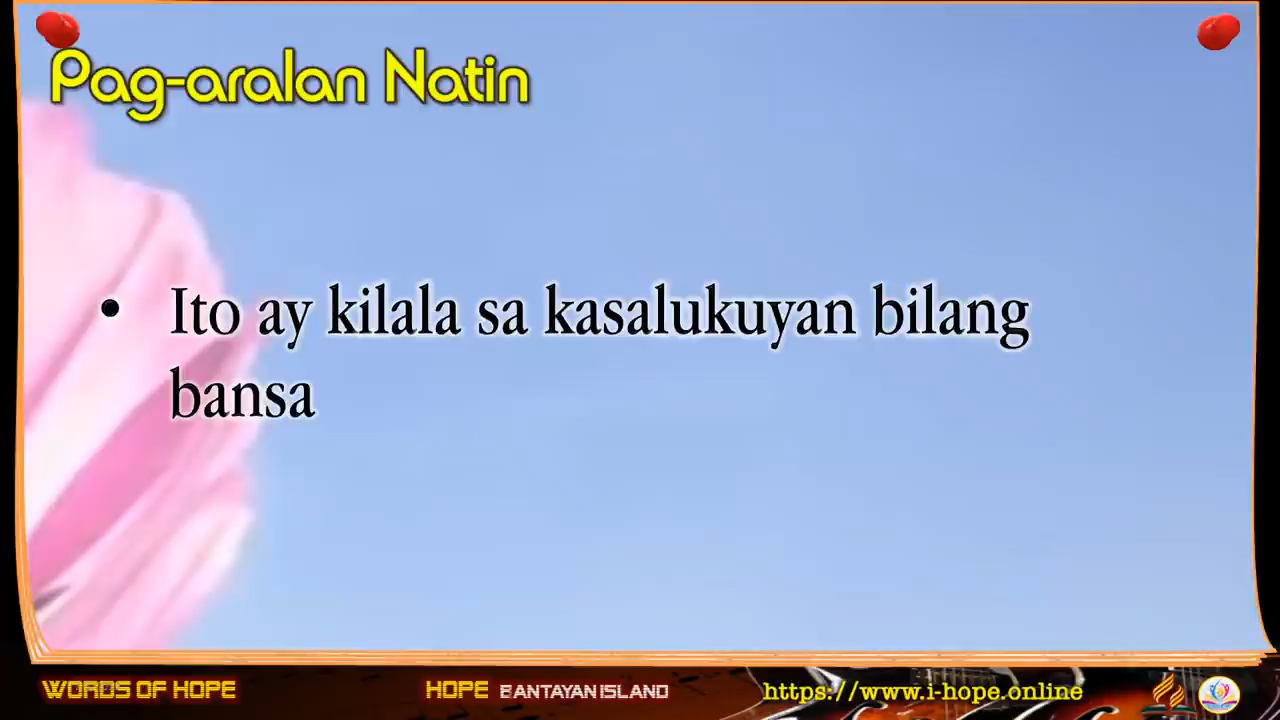 Pag-aralan Natin
• Ito ay kilala sa kasalukuyan bilang
bansa
WORDS OF HOPE HOPE BANTAYAN ISLAND https://www.i-hope.online